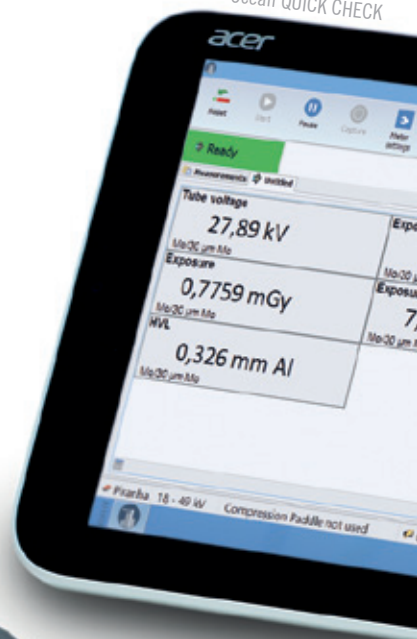 QUICK CHECK
acer
Reset Start Pause Capture Meter settings
Ready
Measurements Untitled
Tube voltage
27,89 kV
Mo/30 µm Mo
Exposure
0,7759 mGy
Mo/30 µm Mo
HVL
0,326 mm Al
Mo/30 µm Mo
Expo
Mo/30 µ
Exposu
7,
Mo/30 µm M
Piranha 18 - 49 kV Compression Paddle not used